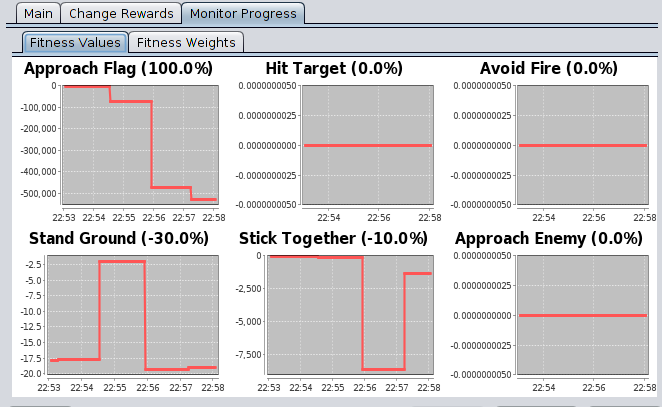 Main Change Rewards Monitor Progress
Fitness Values Fitness Weights
Approach Flag (100.0%)
0
-100,000
-200,000
-300,000
-400,000
-500,000
22:53 22:54 22:55 22:56 22:57 22:58
Hit Target (0.0%)
0.0000000050
0.0000000025
0.0000000000
-0.0000000025
-0.0000000050
22:54 22:56 22:58
Avoid Fire (0.0%)
0.0000000050
0.0000000025
0.0000000000
-0.0000000025
-0.0000000050
22:54 22:56 22:58
Stand Ground (-30.0%)
-2.5
-5.0
-7.5
-10.0
-12.5
-15.0
-17.5
-20.0
22:53 22:54 22:55 22:56 22:57 22:58
Stick Together (-10.0%)
0
-2,500
-5,000
-7,500
22:53 22:54 22:55 22:56 22:57 22:58
Approach Enemy (0.0%)
0.0000000050
0.0000000025
0.0000000000
-0.0000000025
-0.0000000050
22:54 22:56 22:58